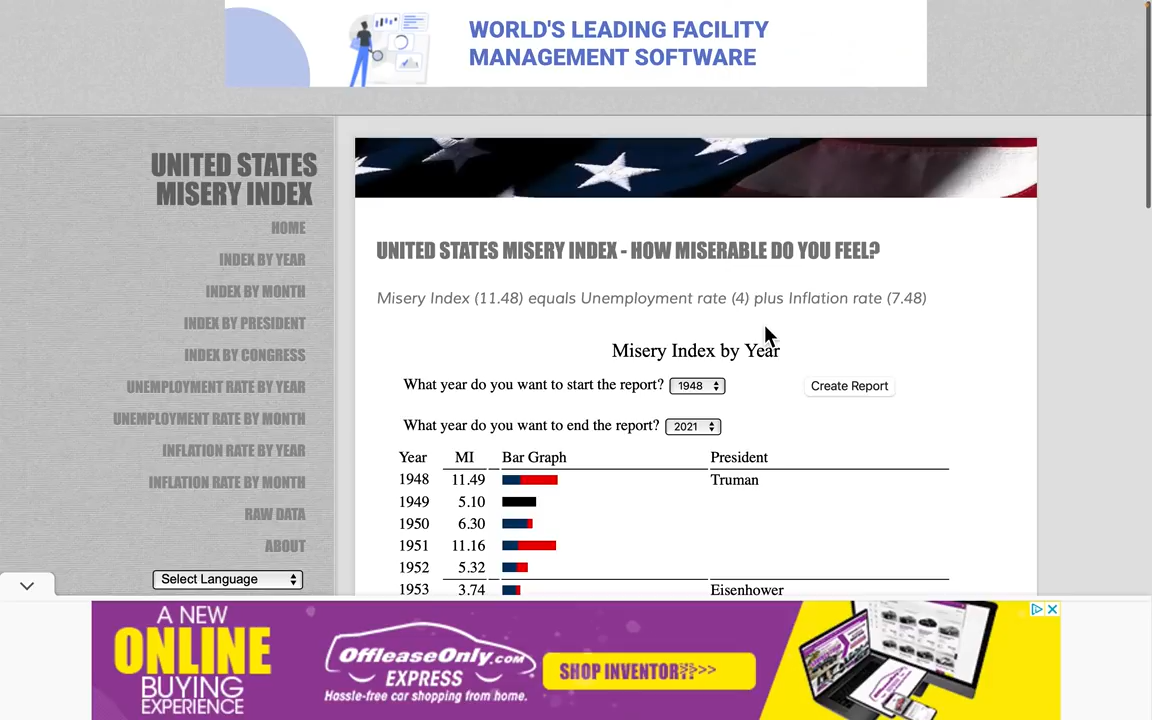 WORLD'S LEADING FACILITY
MANAGEMENT SOFTWARE
UNITED STATES
MISERY INDEX
HOME
INDEX BY YEAR
INDEX BY MONTH
INDEX BY PRESIDENT
INDEX BY CONGRESS
UNEMPLOYMENT RATE BY YEAR
UNEMPLOYMENT RATE BY MONTH
INFLATION RATE BY YEAR
INFLATION RATE BY MONTH
RAW DATA
ABOUT
Select Language
UNITED STATES MISERY INDEX - HOW MISERABLE DO YOU FEEL?
Misery Index (11.48) equals Unemployment rate (4) plus Inflation rate (7.48)
Misery Index by Year
What year do you want to start the report? 1948 Create Report
What year do you want to end the report? 2021
Year MI Bar Graph President
1948 11.49 Truman
1949 5.10
1950 6.30
1951 11.16
1952 5.32
1953 3.74 Eisenhower
A NEW
ONLINE
BUYING
EXPERIENCE
OffLeaseOnly.com
EXPRESS
Hassle-free car shopping from home.
SHOP >>>>